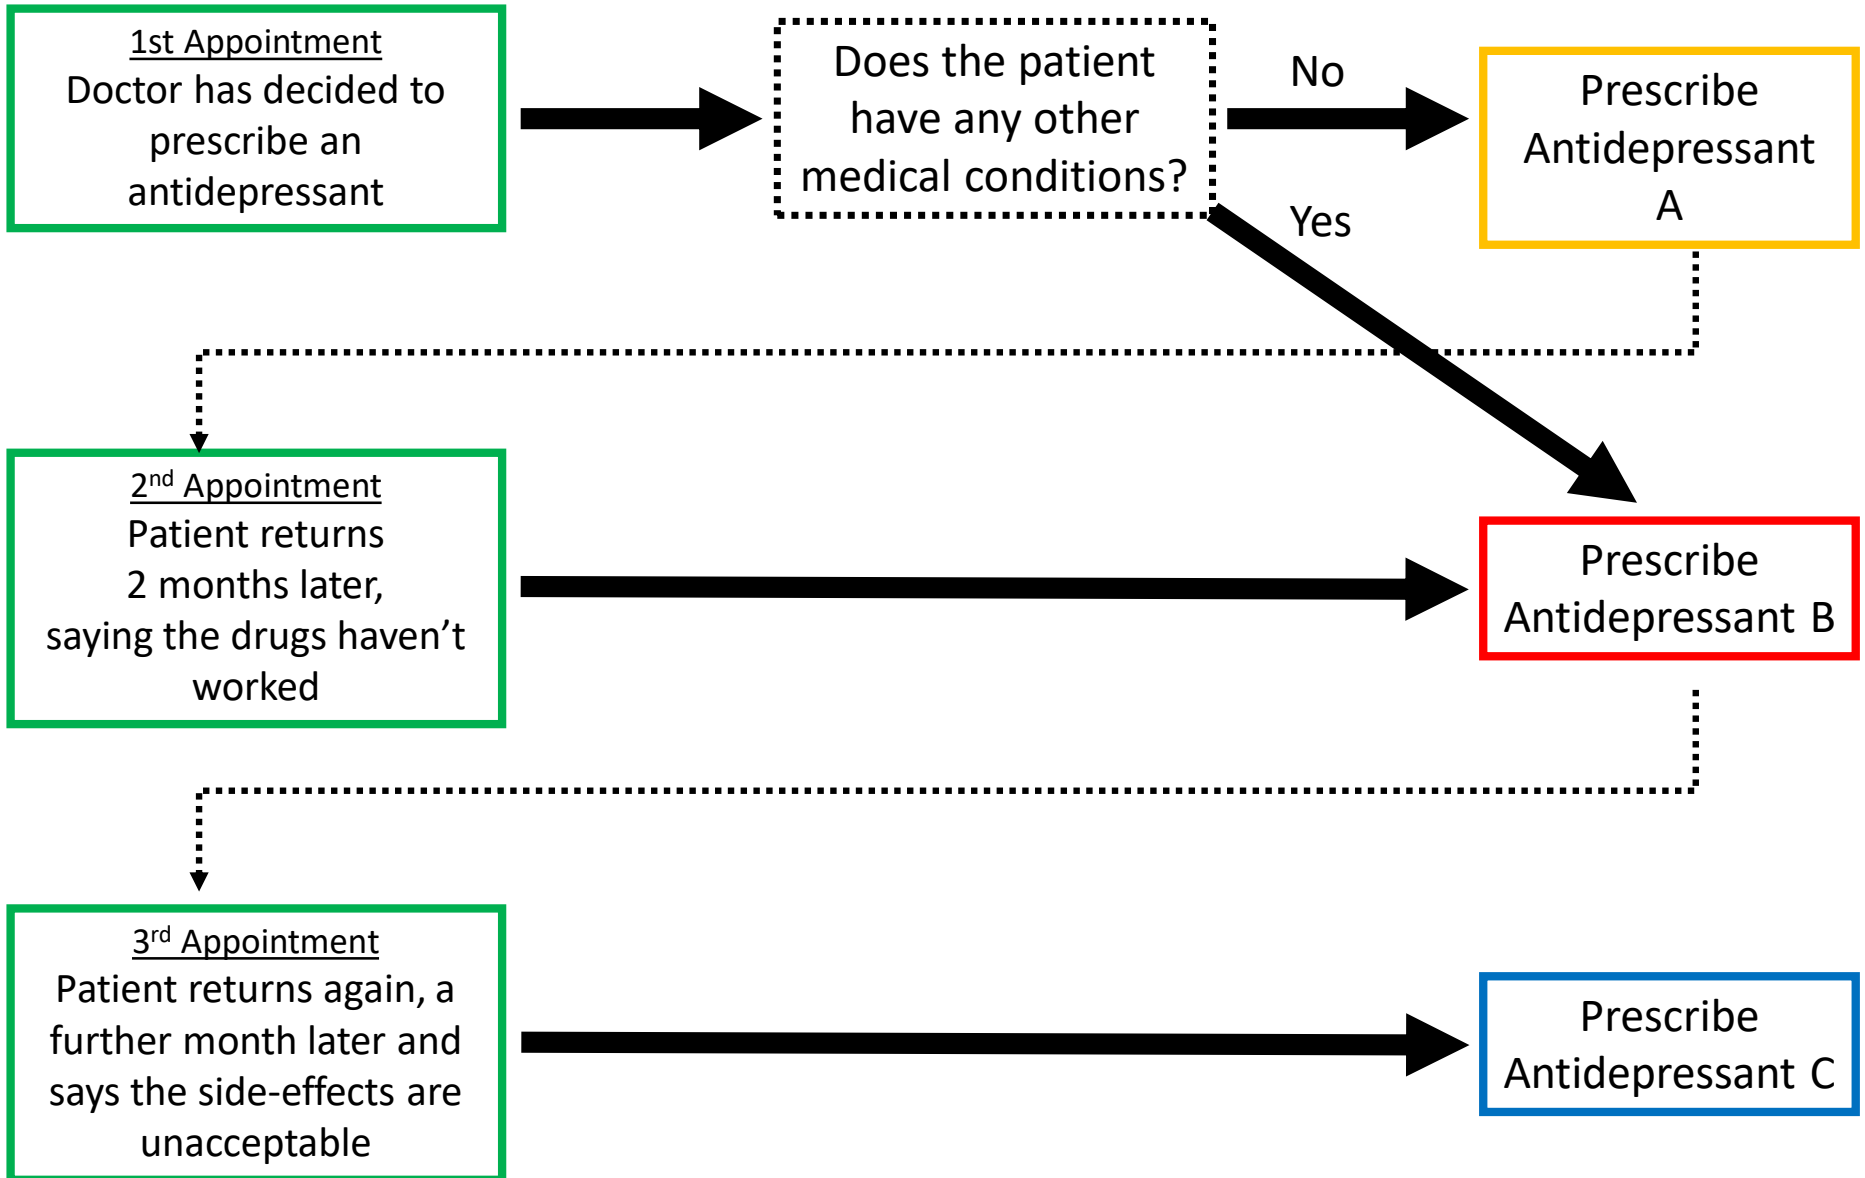 1st Appointment
Doctor has decided to
prescribe an
antidepressant
Does the patient
have any other
medical conditions?
No
Yes
Prescribe
Antidepressant
A
2nd Appointment
Patient returns
2 months later,
saying the drugs haven’t
worked
Prescribe
Antidepressant B
3rd Appointment
Patient returns again, a
further month later and
says the side-effects are
unacceptable
Prescribe
Antidepressant C